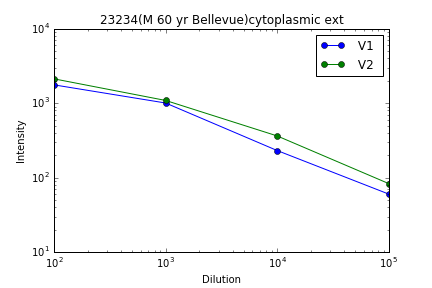 23234(M 60 yr Bellevue)cytoplasmic ext
10^4
10^3
10^2
10^1
Intensity
V1
V2
10^2 10^3 10^4 10^5
Dilution